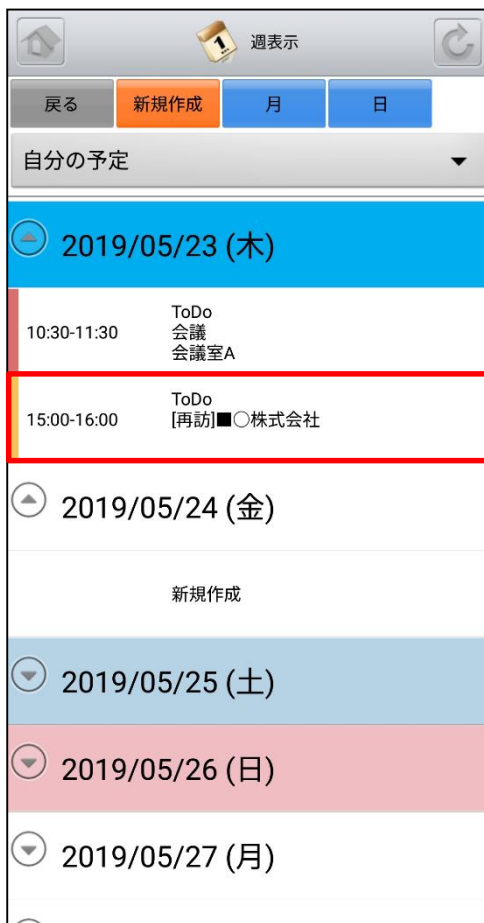 週表示
戻る 新規作成 月 日
自分の予定
2019/05/23 (木)
10:30-11:30 ToDo
会議
会議室A
15:00-16:00 ToDo
[再訪]■○株式会社
2019/05/24 (金)
新規作成
2019/05/25 (土)
2019/05/26 (日)
2019/05/27 (月)